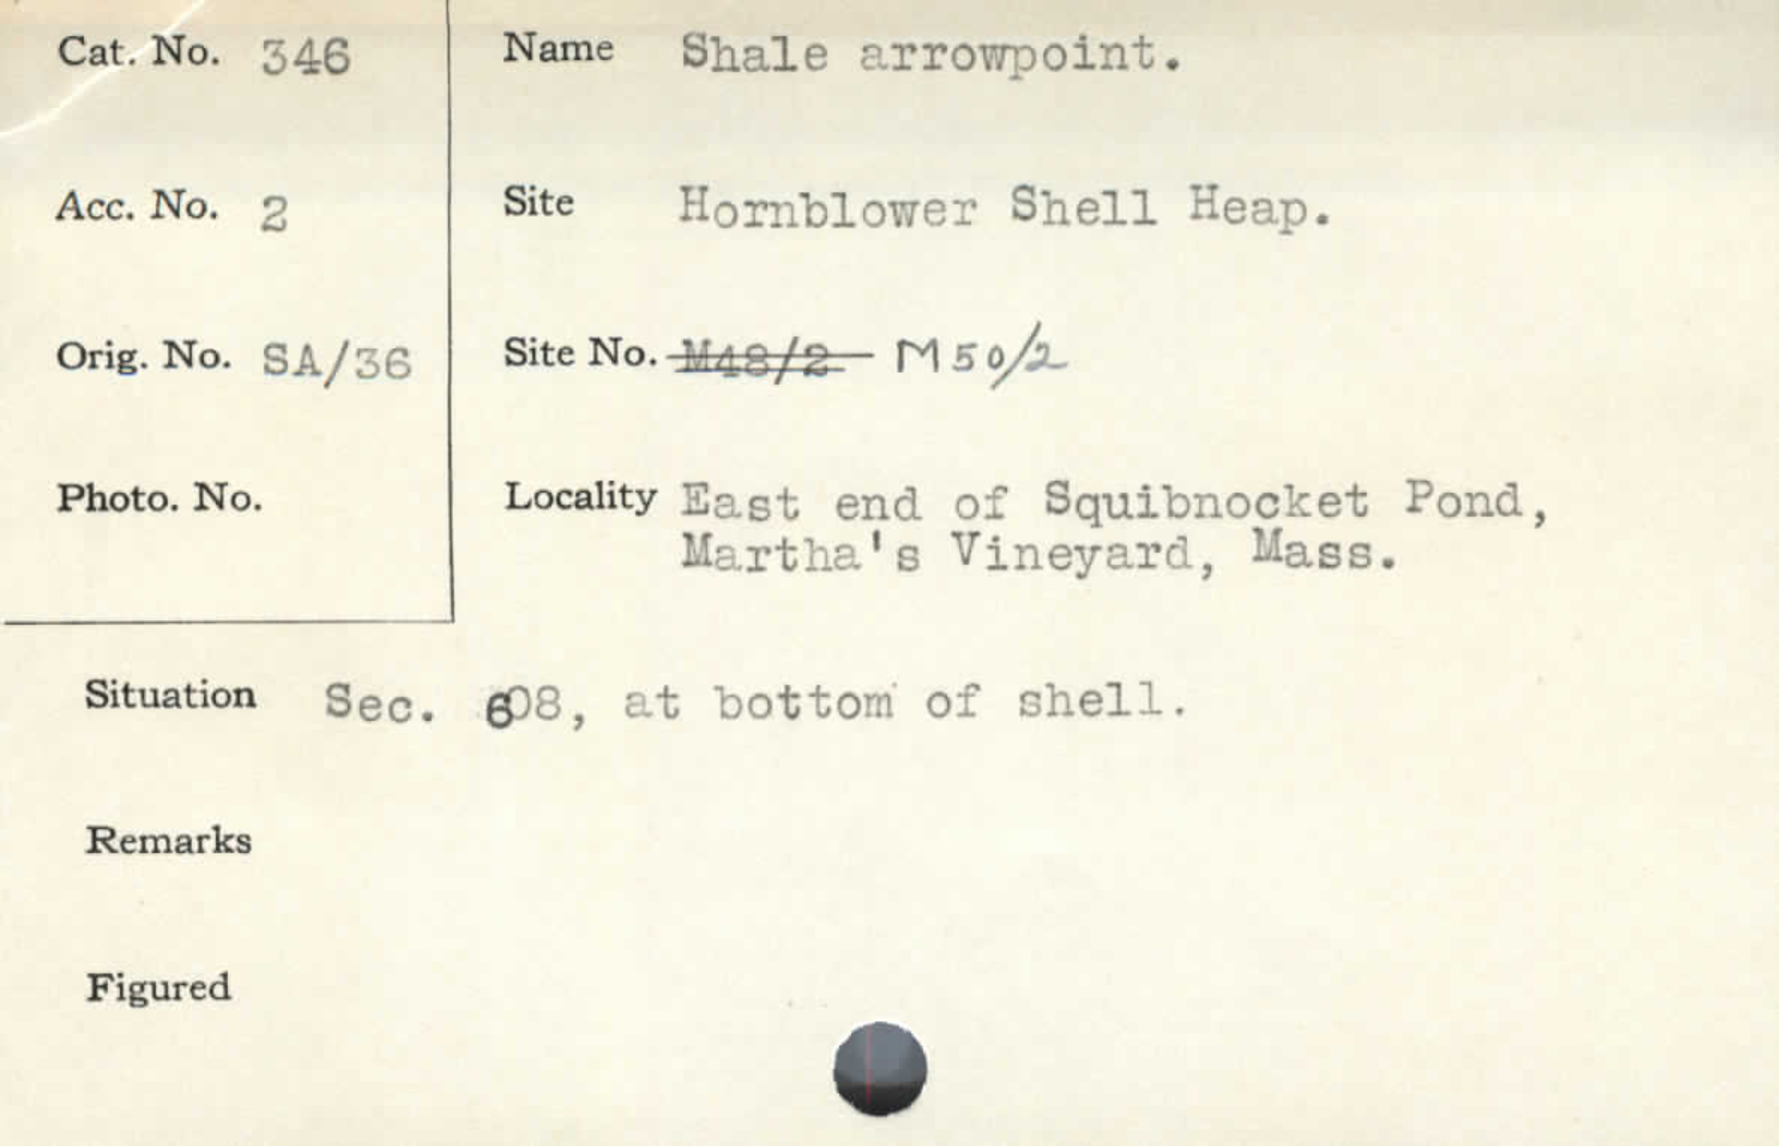 Cat. No. 346
Name Shale arrowpoint.
Acc. No. 2
Site Hornblower Shell Heap.
Orig. No. SA/36
Site No. M48/2 M50/2
Photo. No.
Locality East end of Squibnocket Pond,
Martha's Vineyard, Mass.
Situation Sec. 608, at bottom of shell.
Remarks
Figured